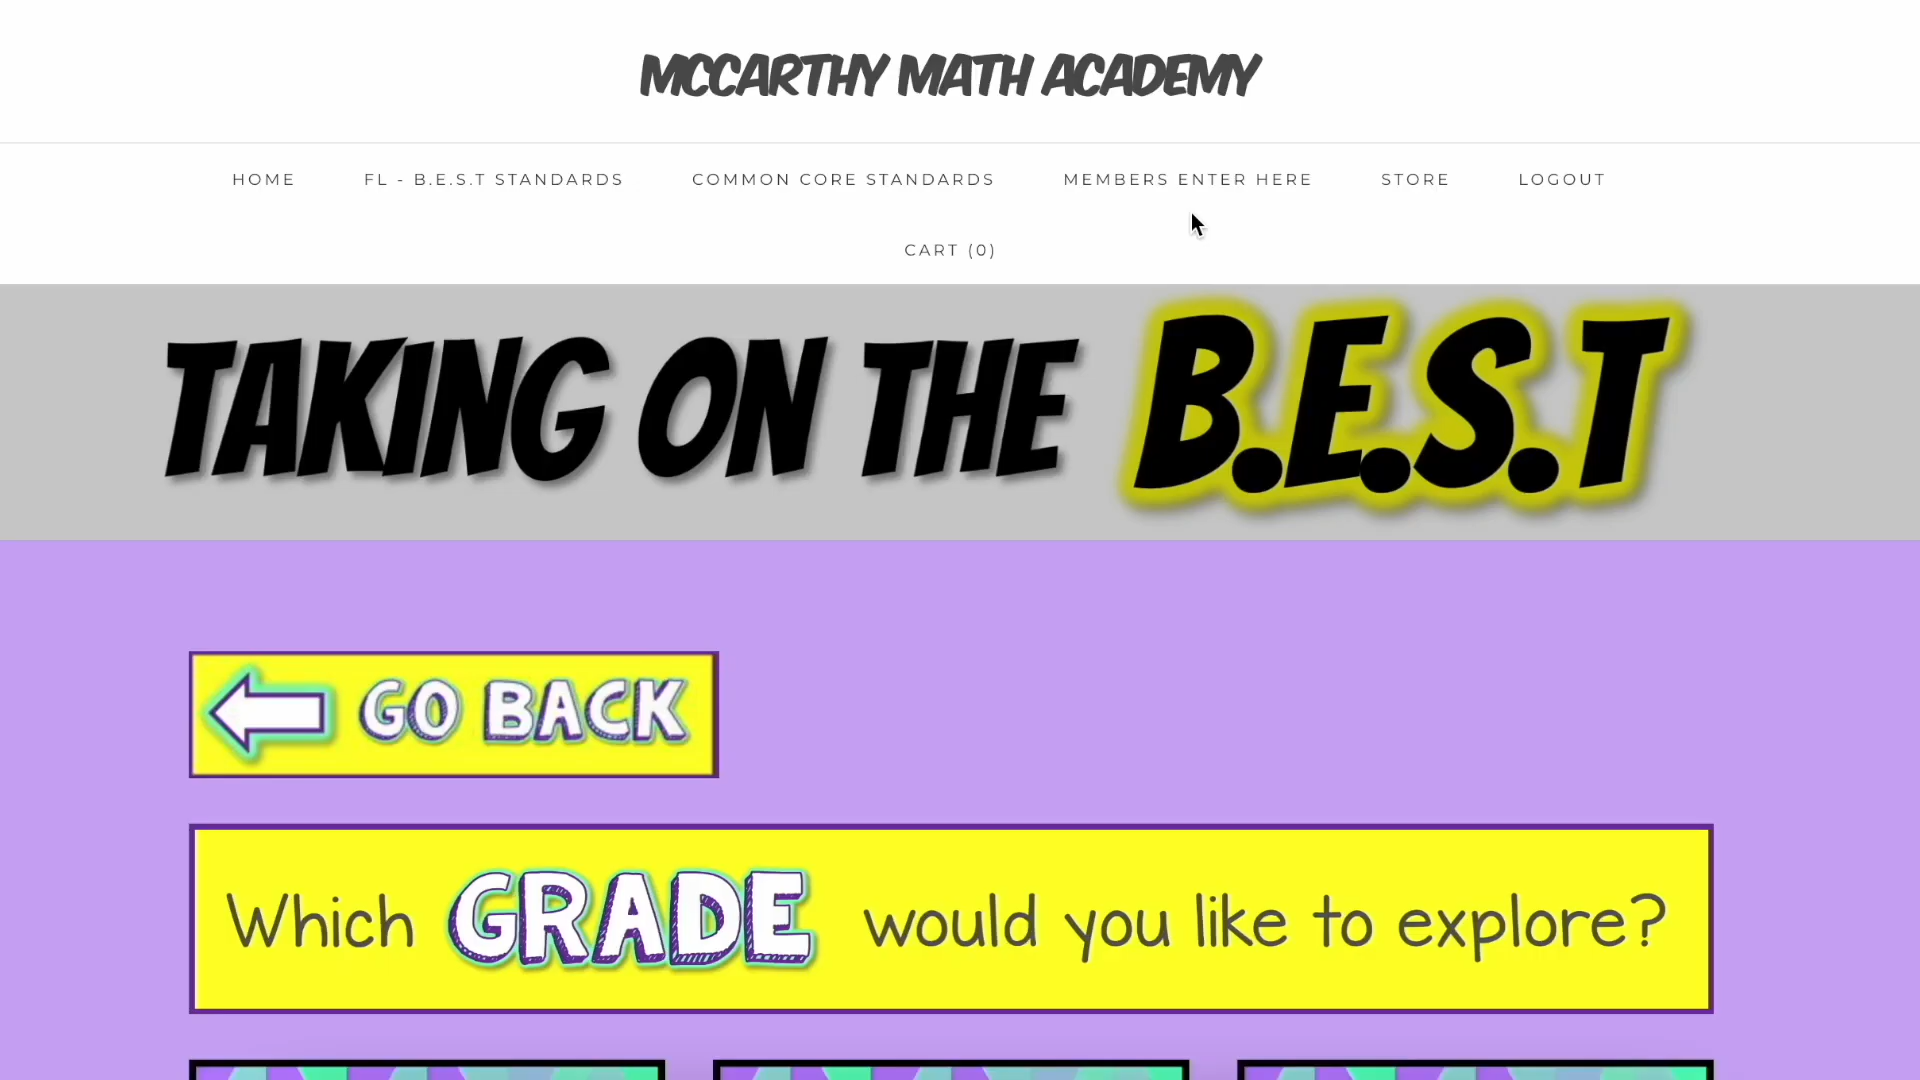 MCCARTHY MATH ACADEMY
HOME FL - B.E.S.T STANDARDS COMMON CORE STANDARDS MEMBERS ENTER HERE STORE LOGOUT
CART (0)
TAKING ON THE B.E.S.T
GO BACK
Which GRADE would you like to explore?